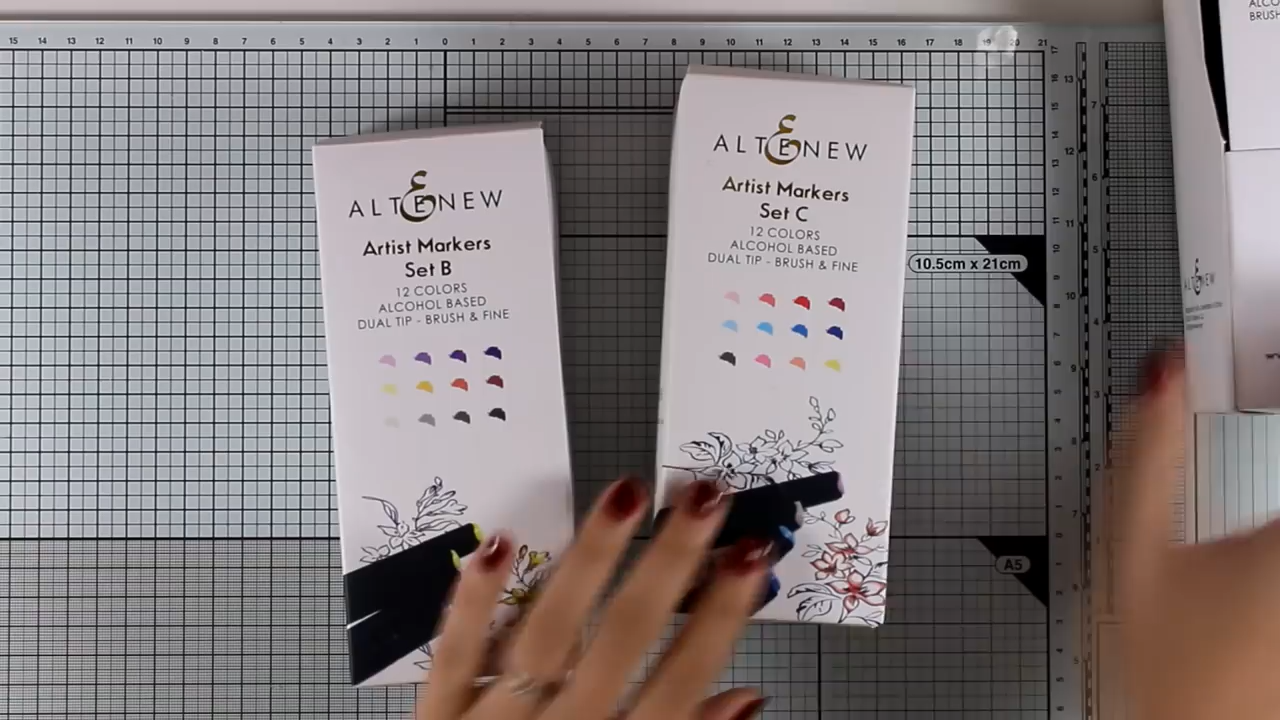 15 14 13 12 11 10 9 8 7 6 5 4 3 2 1 0 1 2 3 4 5 6 7 8 9 10 11 12 13 14 15 16 17 18 19 20 21
ALTENEW
Artist Markers
Set B
12 COLORS
ALCOHOL BASED
DUAL TIP - BRUSH & FINE
ALTENEW
Artist Markers
Set C
12 COLORS
ALCOHOL BASED
DUAL TIP - BRUSH & FINE
10.5cm x 21cm
A5
ALTENEW
ALCO
BRUSH